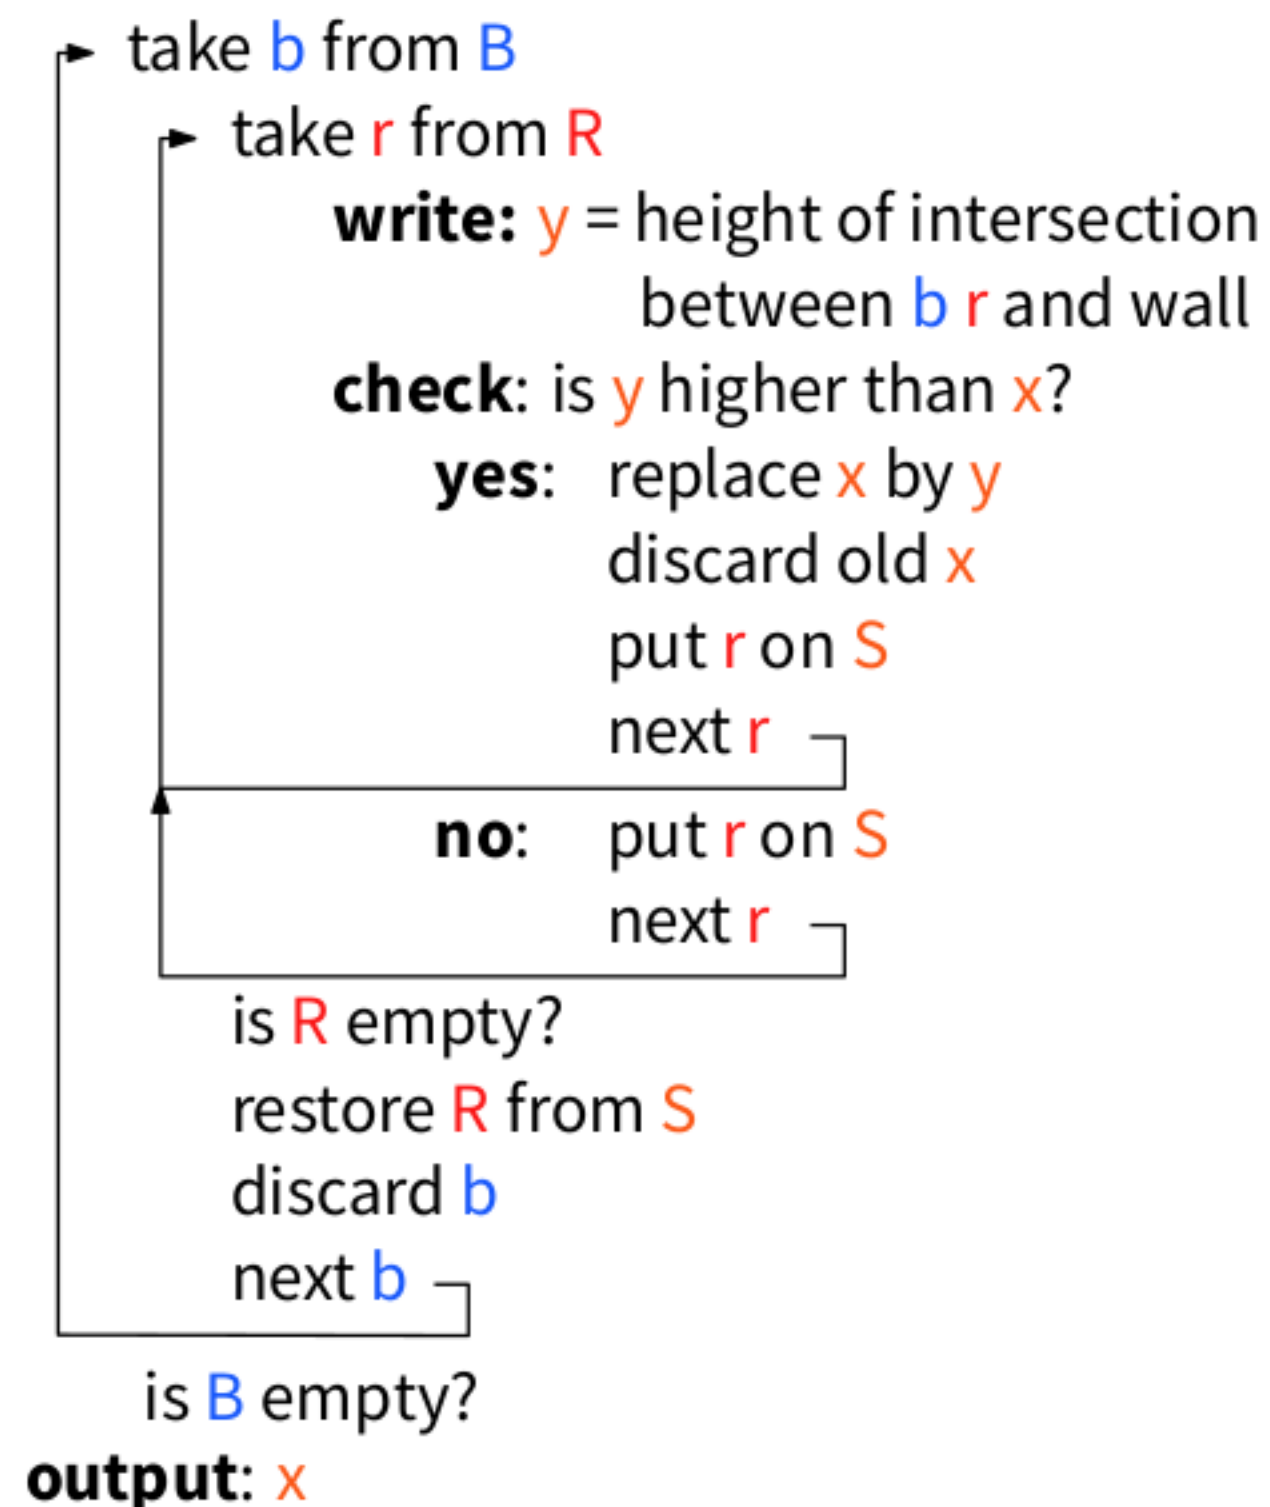 take b from B
take r from R
write: y = height of intersection
between b r and wall
check: is y higher than x?
yes: replace x by y
discard old x
put r on S
next r
no: put r on S
next r
is R empty?
restore R from S
discard b
next b
is B empty?
output: x